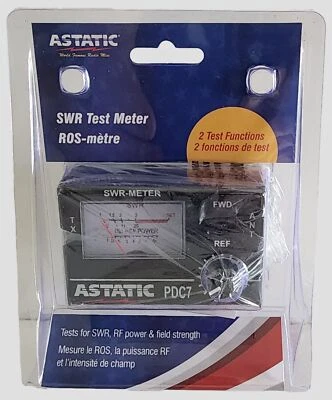 ASTATIC
World Famous Radio Mics
SWR Test Meter
ROS-mètre
2 Test Functions
2 fonctions de test
SWR-METER
SWR
FWD
TX
ANT
POWER
REF
ASTATIC PDC7
Tests for SWR, RF power & field strength
Mesure le ROS, la puissance RF
et l'intensité de champ